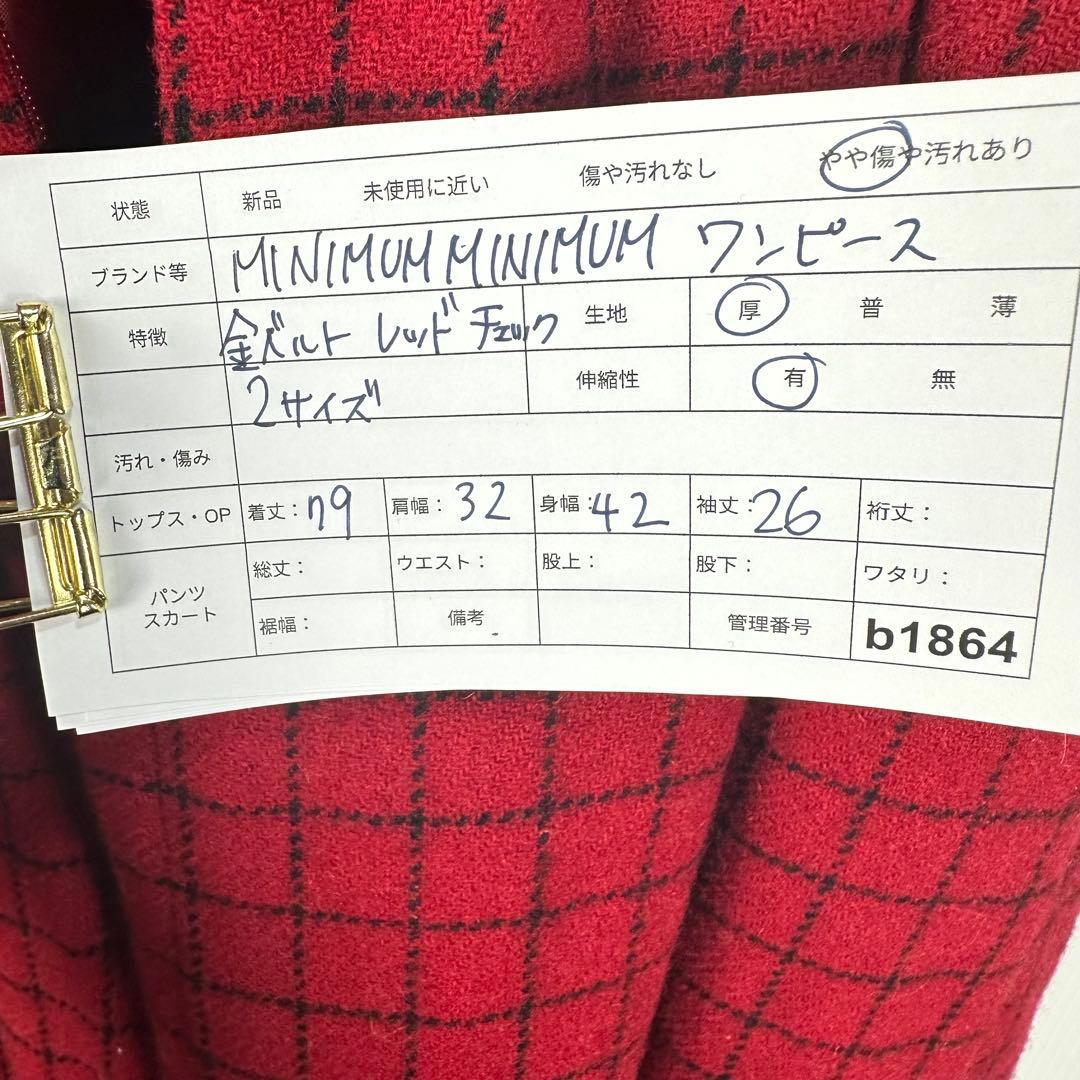 状態 新品 未使用に近い 傷や汚れなし やや傷や汚れあり
ブランド等 MINIMUM MINIMUM ワンピース
特徴 金ベルト レッド チェック 生地 厚 普 薄
2サイズ 伸縮性 有 無
汚れ・傷み
トップス・OP 着丈：79 肩幅：32 身幅：42 袖丈：26 裄丈：
パンツ スカート 総丈： ウエスト： 股上： 股下： ワタリ：
裾幅： 備考 管理番号 b1864